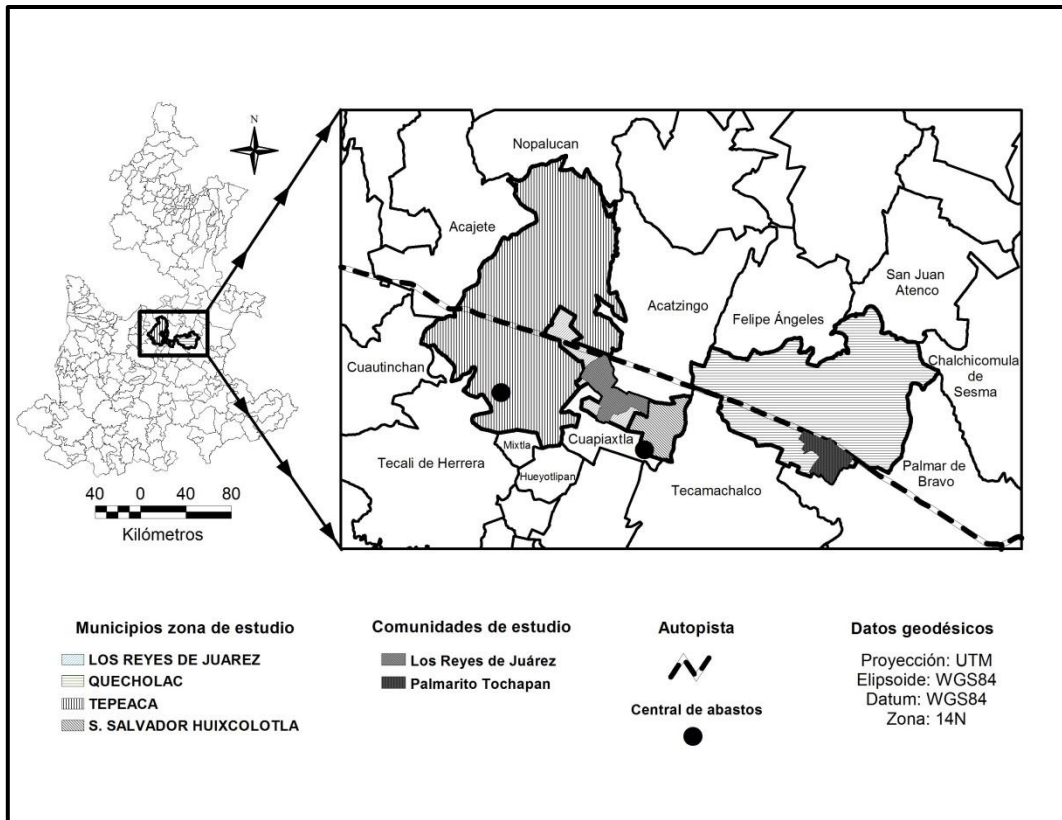 N
40 0 40 80
Kilómetros
Nopalucan
Acajete
Acatzingo
San Juan
Atenco
Felipe Ángeles
Cuautinchan
Chalchicomula
de
Sesma
Mixtla
Cuapiaxtla
Tecali de Herrera
Hueyotlipan
Tecamachalco
Palmar de
Bravo
Municipios zona de estudio
LOS REYES DE JUAREZ
QUECHOLAC
TEPEACA
S. SALVADOR HUIXCOLOTLA
Comunidades de estudio
Los Reyes de Juárez
Palmarito Tochapan
Autopista
Central de abastos
Datos geodésicos
Proyección: UTM
Elipsoide: WGS84
Datum: WGS84
Zona: 14N